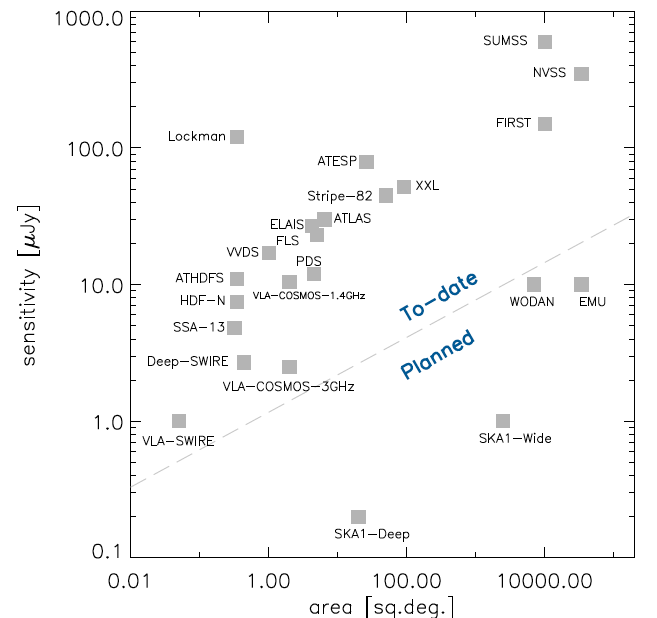 1000.0
SUMSS
NVSS
FIRST
Lockman
100.0
ATESP
XXL
Stripe-82
ATLAS
ELAIS
FLS
VVDS
PDS
ATHDFS
10.0
VLA-COSMOS-1.4GHz
HDF-N
WODAN
EMU
To-date
SSA-13
Planned
Deep-SWIRE
VLA-COSMOS-3GHz
1.0
VLA-SWIRE
SKA1-Wide
SKA1-Deep
0.1
sensitivity [μJy]
0.01
1.00
100.00
10000.00
area [sq.deg.]